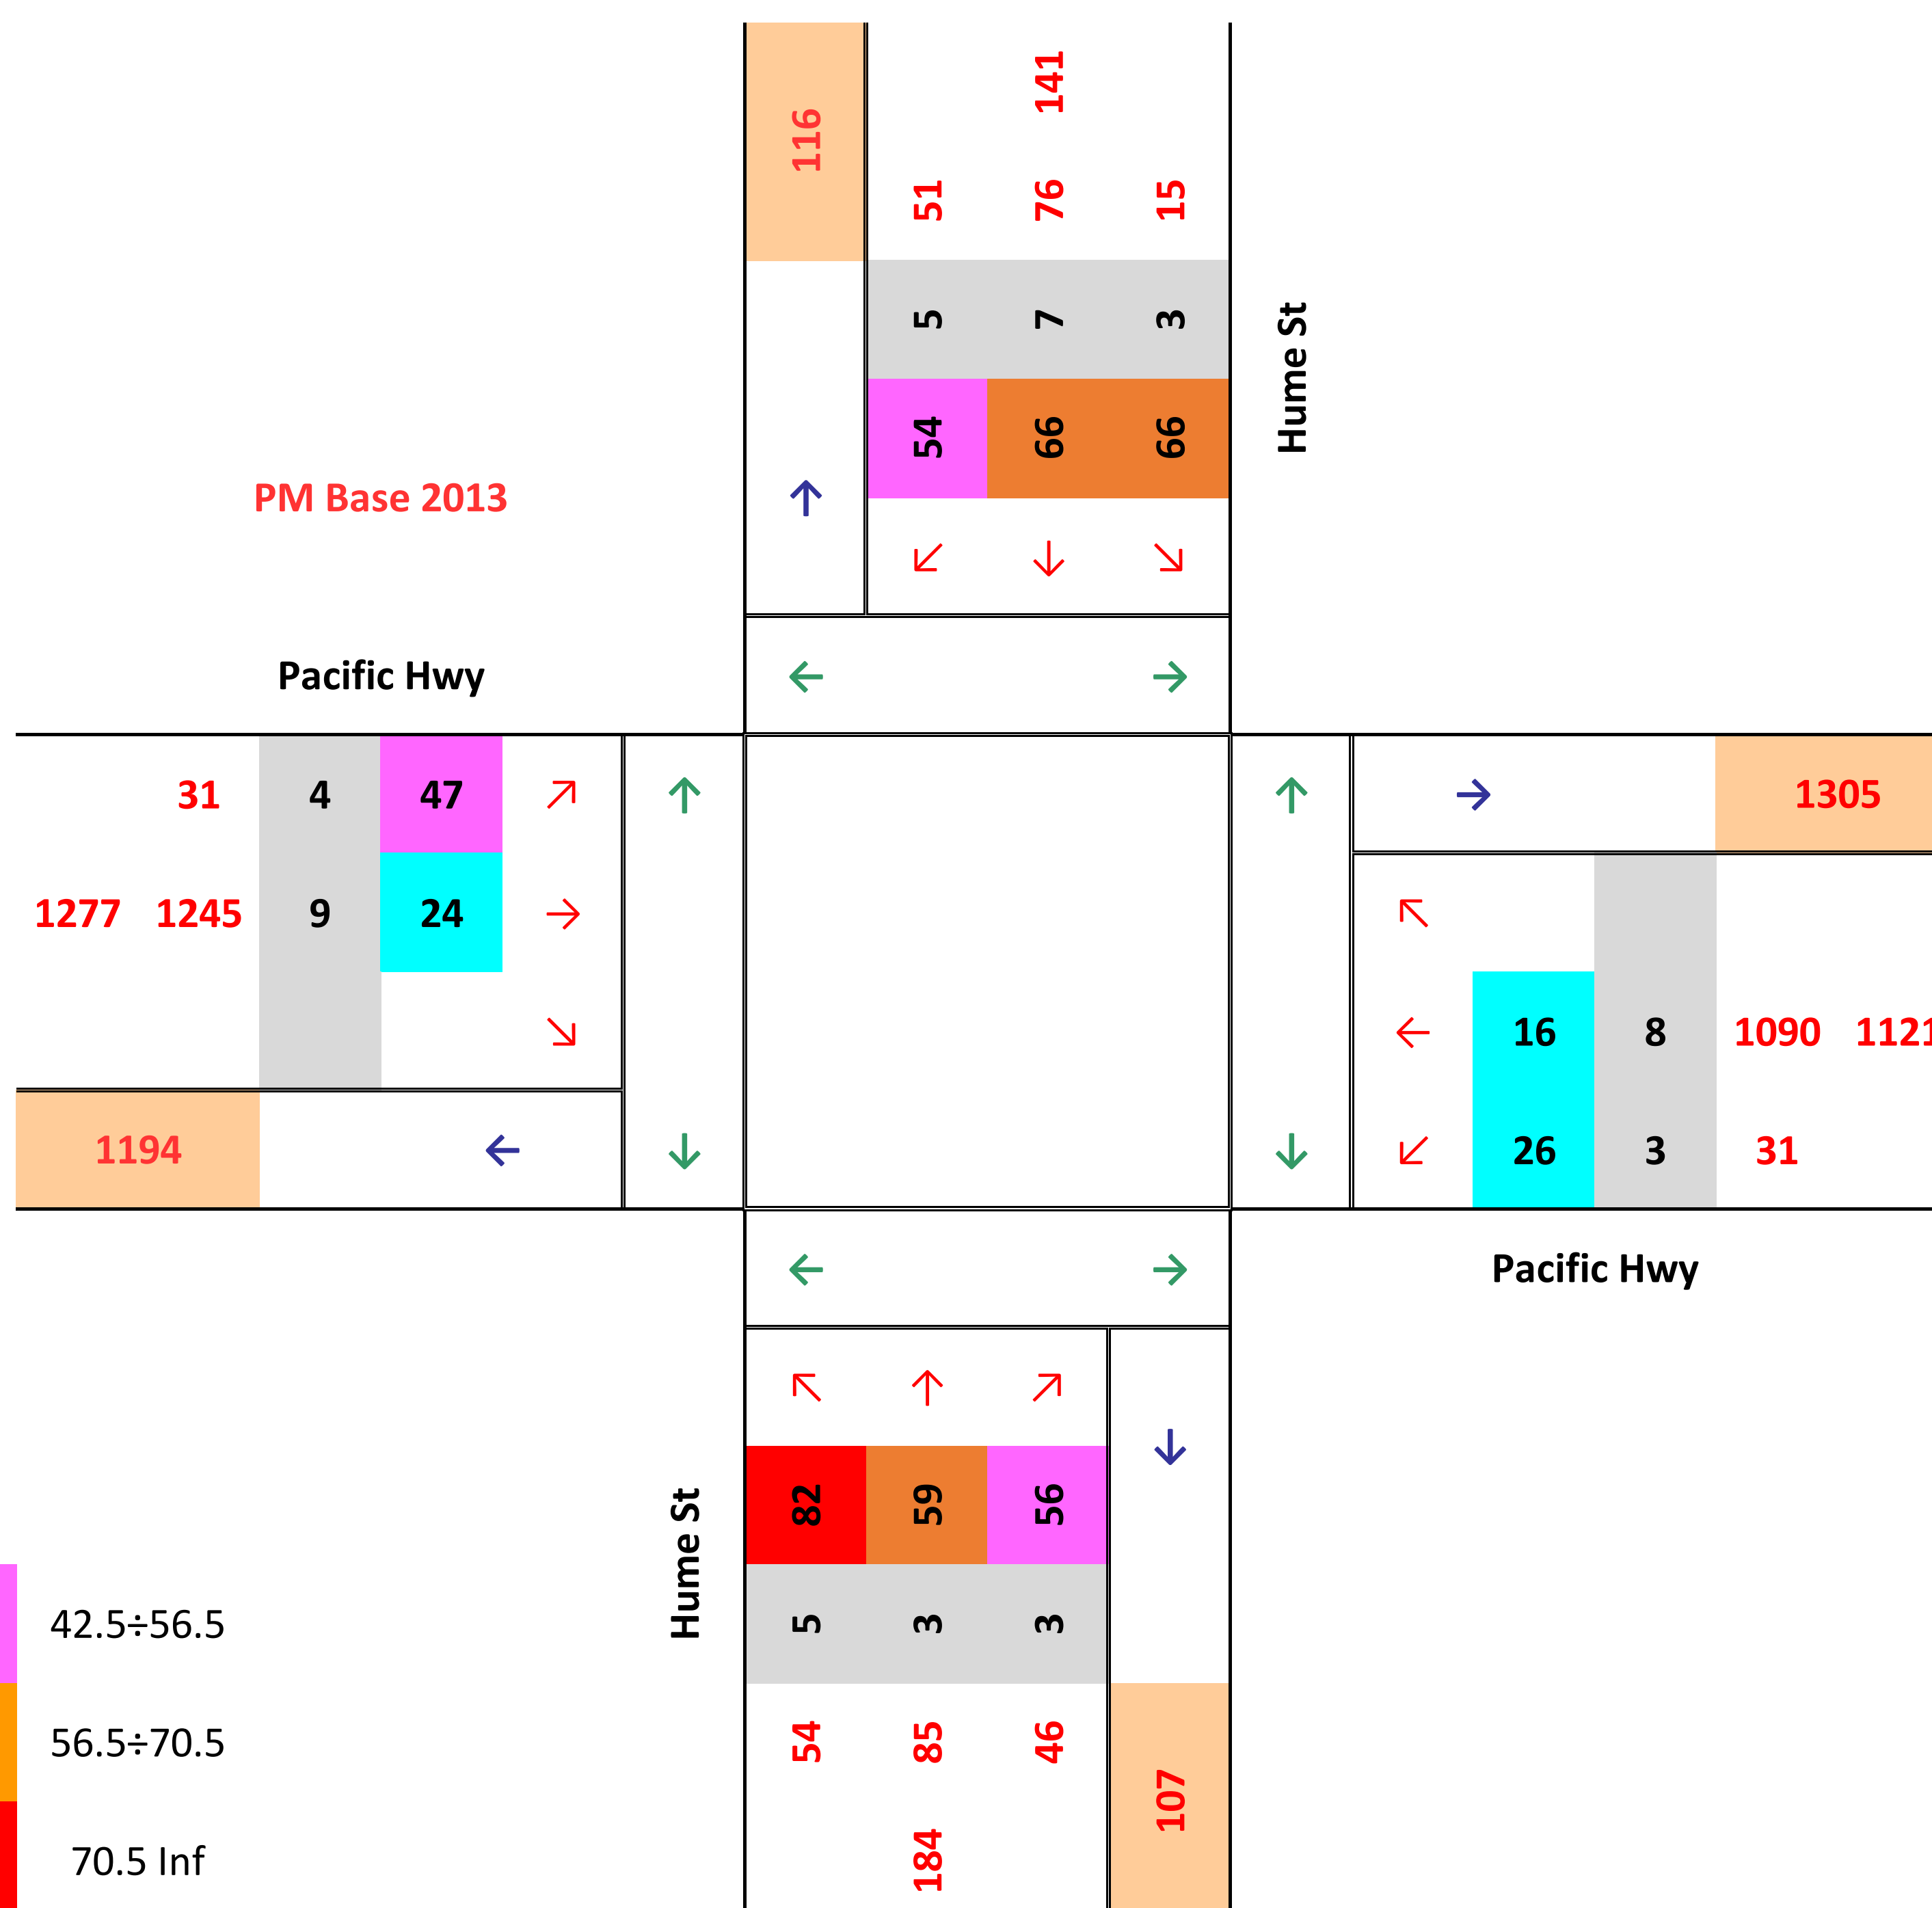 141
116
51 76 15
5 7 3
Hume St
54 66 66
PM Base 2013
↑
↙ ↓ ↘
Pacific Hwy
← →
31 4 47 ↗ ↑ ↑ → 1305
1277 1245 9 24 → ↖
↘ ← 16 8 1090 1121
1194 ← ↓ ↓ ↙ 26 3 31
← →
Pacific Hwy
↖ ↑ ↗
↓
82 59 56
Hume St
5 3 3
42.5÷56.5
54 85 46
56.5÷70.5
107
184
70.5 Inf